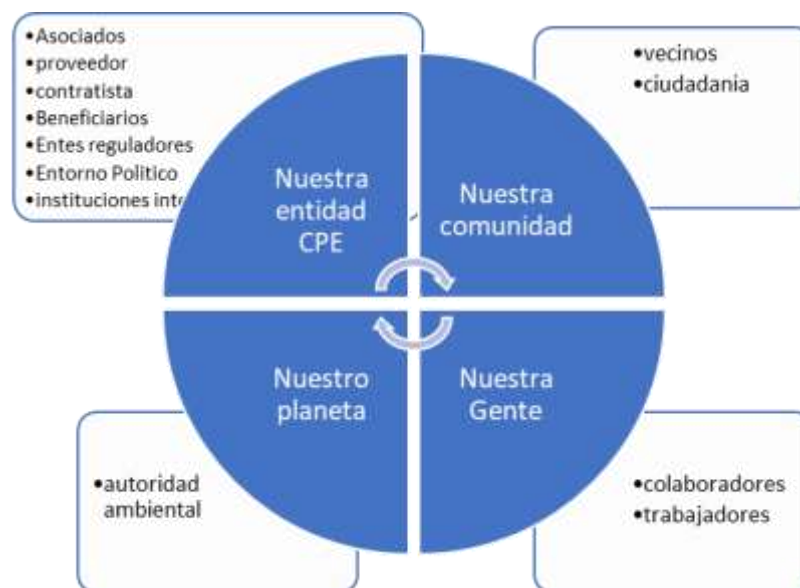 •Asociados
•proveedor
•contratista
•Beneficiarios
•Entes reguladores
•Entorno Politico
•instituciones
•vecinos
•ciudadania
Nuestra
entidad
CPE
Nuestra
comunidad
Nuestro
planeta
Nuestra
Gente
•autoridad
ambiental
•colaboradores
•trabajadores